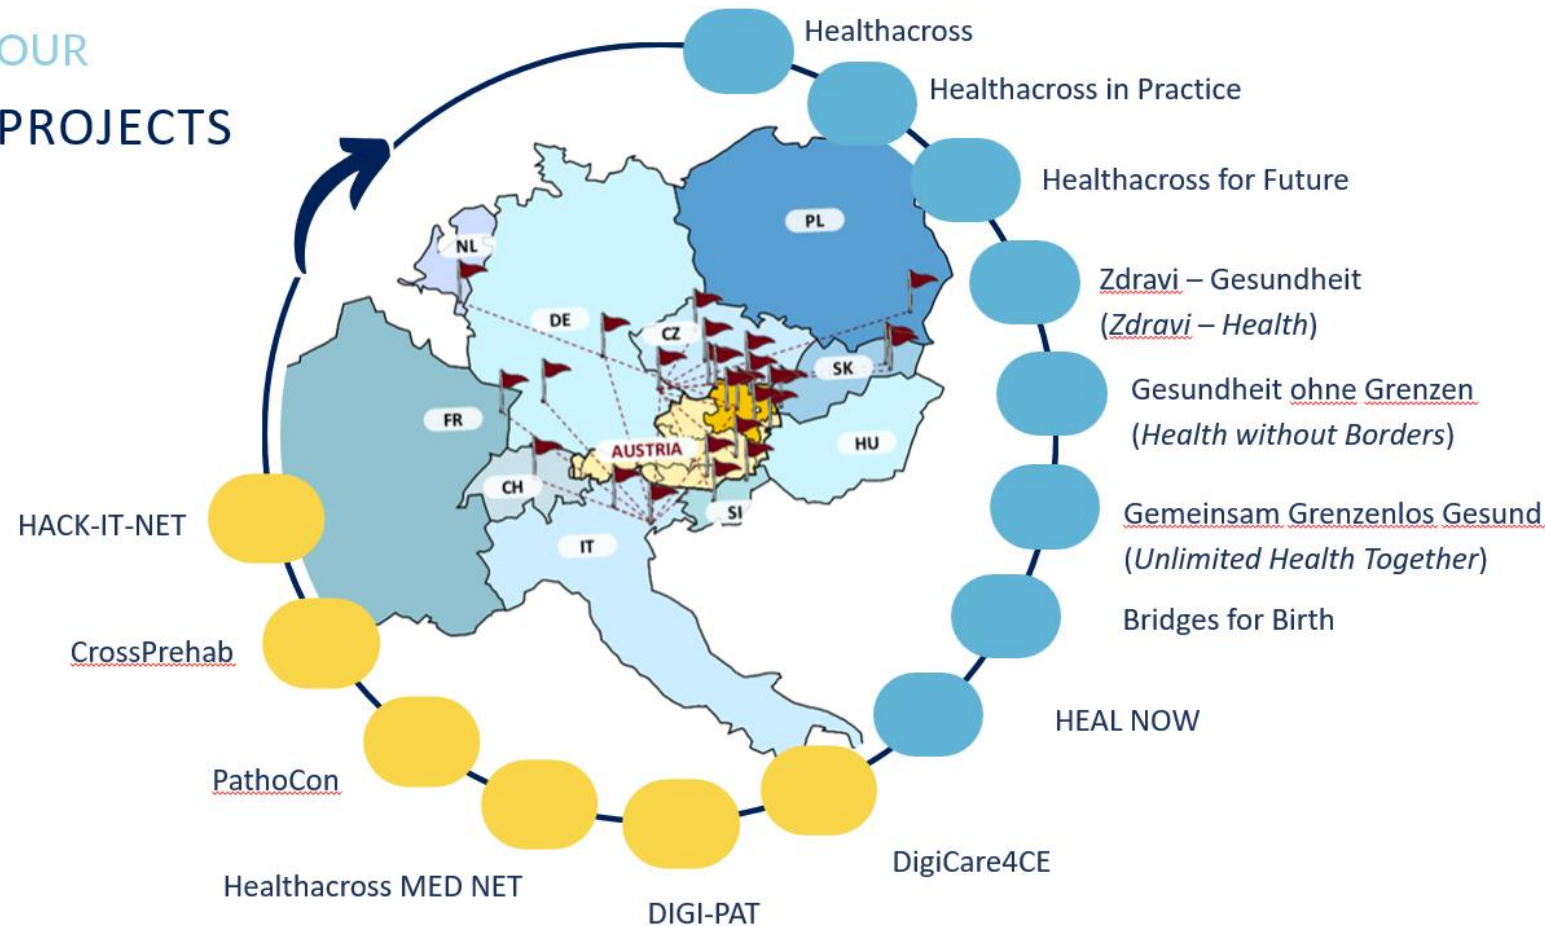 OUR
PROJECTS
Healthacross
Healthacross in Practice
Healthacross for Future
Zdravi – Gesundheit
(Zdravi – Health)
Gesundheit ohne Grenzen
(Health without Borders)
Gemeinsam Grenzenlos Gesund
(Unlimited Health Together)
Bridges for Birth
HEAL NOW
DigiCare4CE
DIGI-PAT
Healthacross MED NET
PathoCon
CrossPrehab
HACK-IT-NET
PL
NL
DE
CZ
SK
FR
AUSTRIA
HU
CH
SI
IT